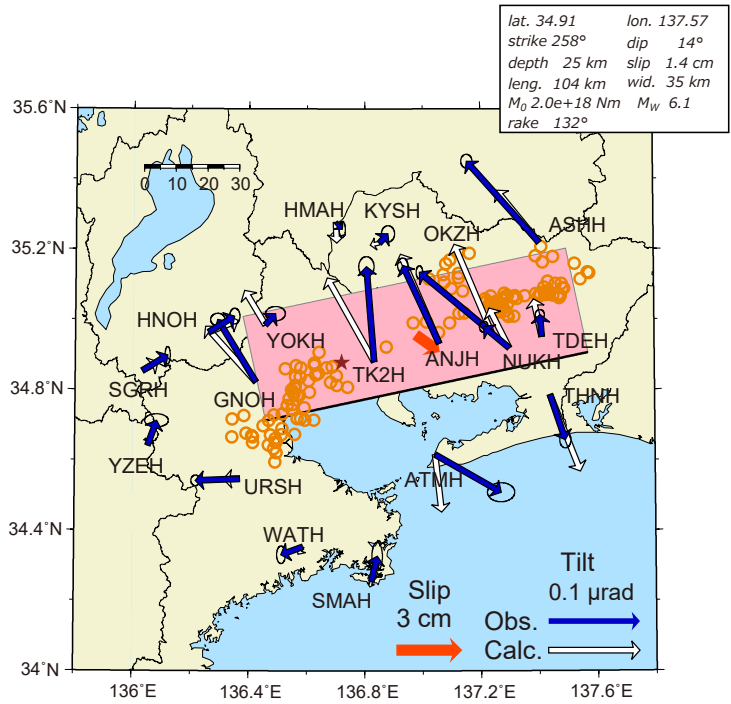 lat. 34.91 lon. 137.57
strike 258° dip 14°
depth 25 km slip 1.4 cm
leng. 104 km wid. 35 km
M0 2.0e+18 Nm MW 6.1
rake 132°
35.6°N
0 10 20 30
HMAH
KYSH
OKZH
ASHH
35.2°N
HNOH
YOKH
TDEH
ANJH
NUKH
TK2H
SGRH
GNOH
THNH
34.8°N
YZEH
URSH
ATMH
34.4°N
WATH
SMAH
Slip
3 cm
Tilt
0.1 μrad
Obs.
Calc.
34°N
136°E 136.4°E 136.8°E 137.2°E 137.6°E